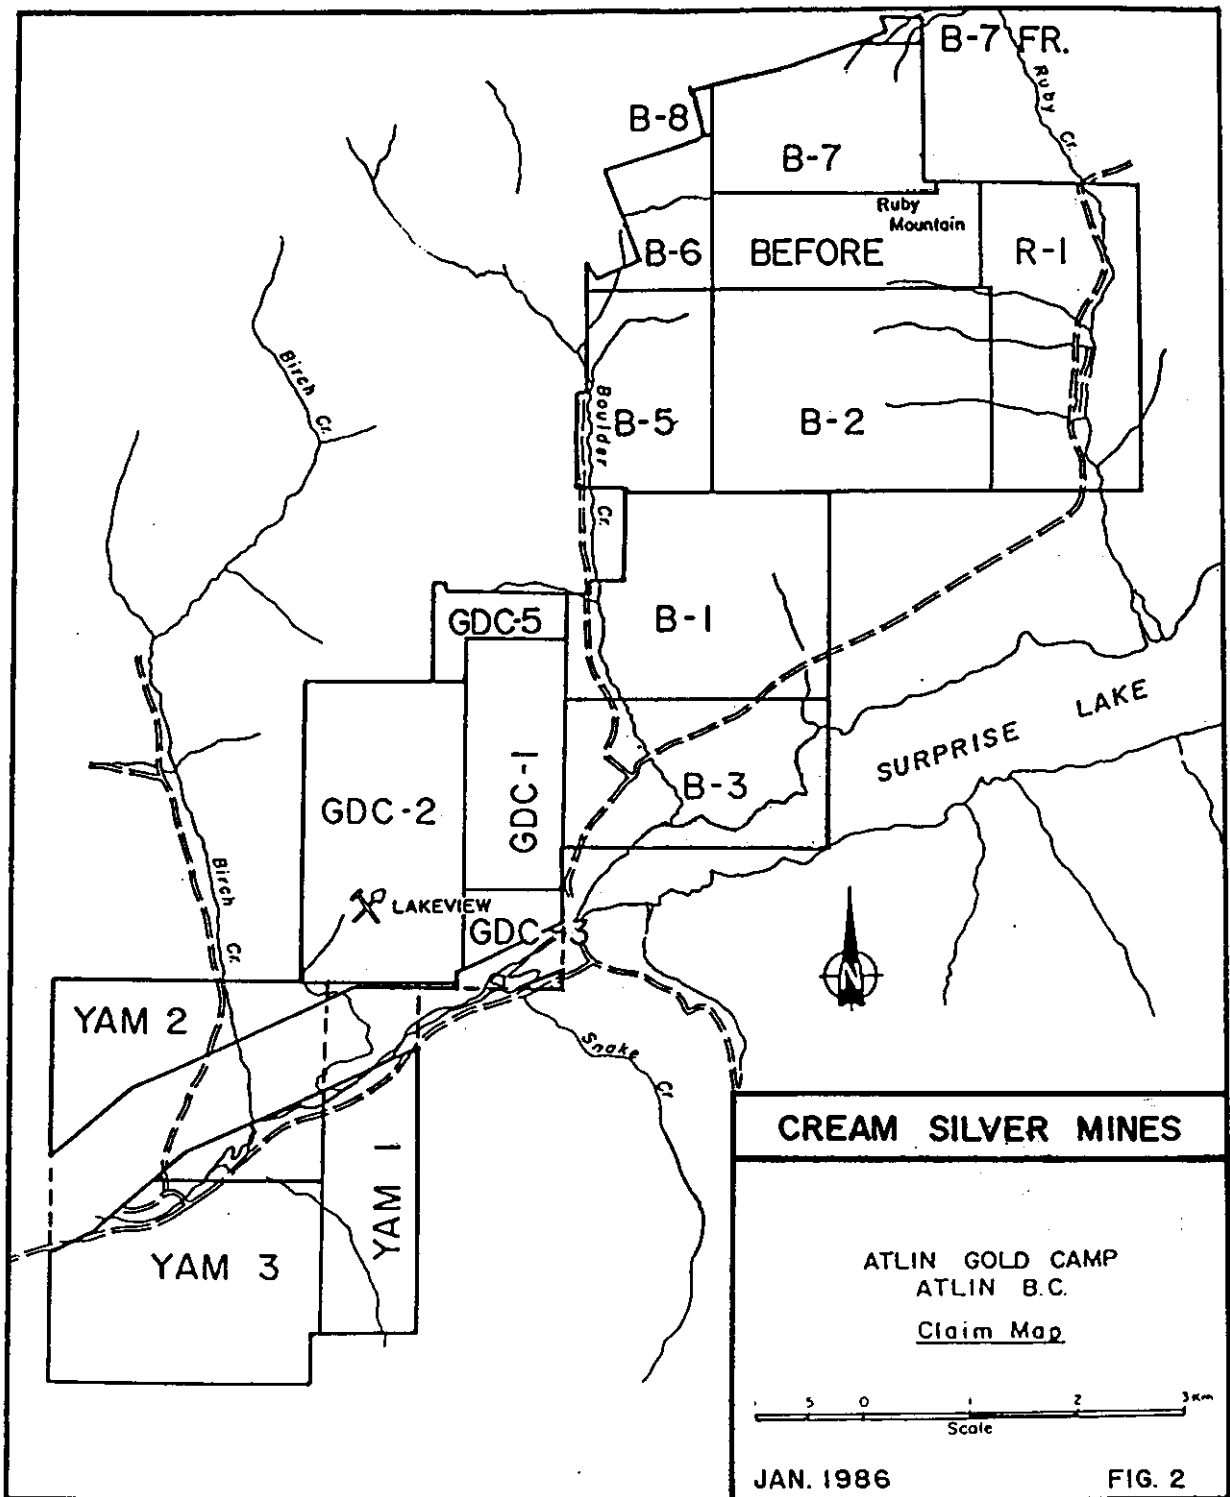 B-7 FR.
Ruby Cr.
B-8
B-7
Ruby
Mountain
B-6
BEFORE
R-1
Birch Cr.
Boulder Cr.
B-5
B-2
GDC-5
B-1
GDC-1
SURPRISE LAKE
B-3
GDC-2
Birch Cr.
LAKEVIEW
GDC-3
N
YAM 2
Snake Cr
YAM 1
YAM 3
CREAM SILVER MINES
ATLIN GOLD CAMP
ATLIN B.C.
Claim Map
1 5 0 1 2 3 Km
Scale
JAN. 1986
FIG. 2